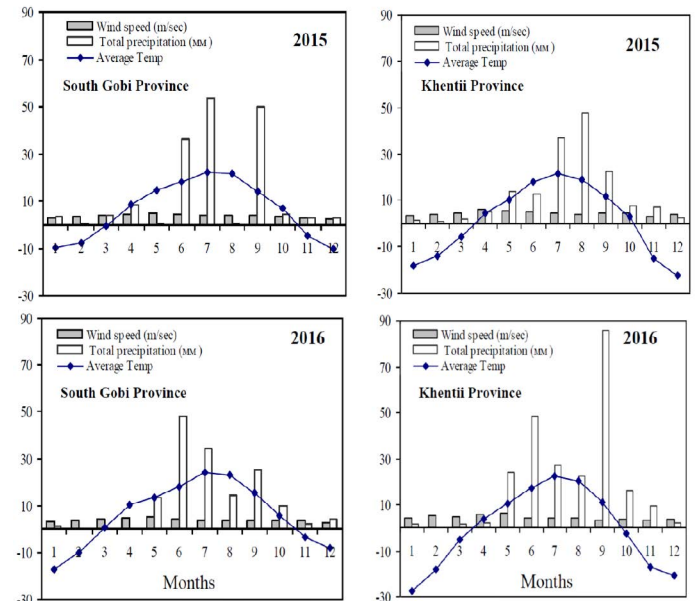 90
70
50
30
10
-10
-30
Wind speed (m/sec)
Total precipitation (мм )
Average Temp
2015
South Gobi Province
1 2 3 4 5 6 7 8 9 10 11 12
90
70
50
30
10
-10
-30
Wind speed (m/sec)
Total precipitation (мм )
Average Temp
2015
Khentii Province
1 2 3 4 5 6 7 8 9 10 11 12
90
70
50
30
10
-10
-30
Wind speed (m/sec)
Total precipitation (мм )
Average Temp
2016
South Gobi Province
1 2 3 4 5 6 7 8 9 10 11 12
Months
90
70
50
30
10
-10
-30
Wind speed (m/sec)
Total precipitation (мм )
Average Temp
2016
Khentii Province
1 2 3 4 5 6 7 8 9 10 11 12
Months